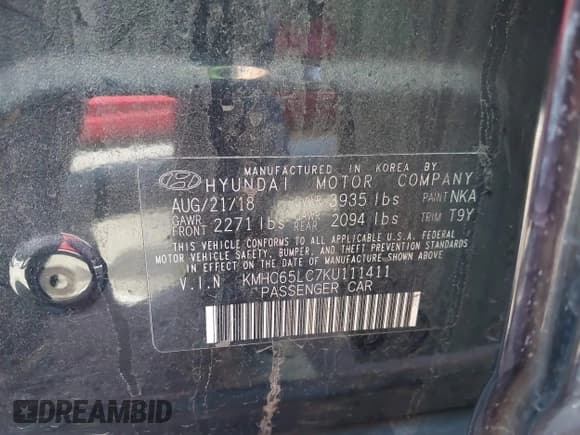 MANUFACTURED IN KOREA BY
HYUNDAI MOTOR COMPANY
AUG/21/18 3935 lbs PAINT NKA
GAWR FRONT 2271 lbs GAWR REAR 2094 lbs TRIM T9Y
THIS VEHICLE CONFORMS TO ALL APPLICABLE U.S.A. FEDERAL
MOTOR VEHICLE SAFETY, BUMPER, AND THEFT PREVENTION STANDARDS
IN EFFECT ON THE DATE OF MANUFACTURE SHOWN ABOVE.
V.I.N KMHC65LC7KU111411
PASSENGER CAR
DREAMBID